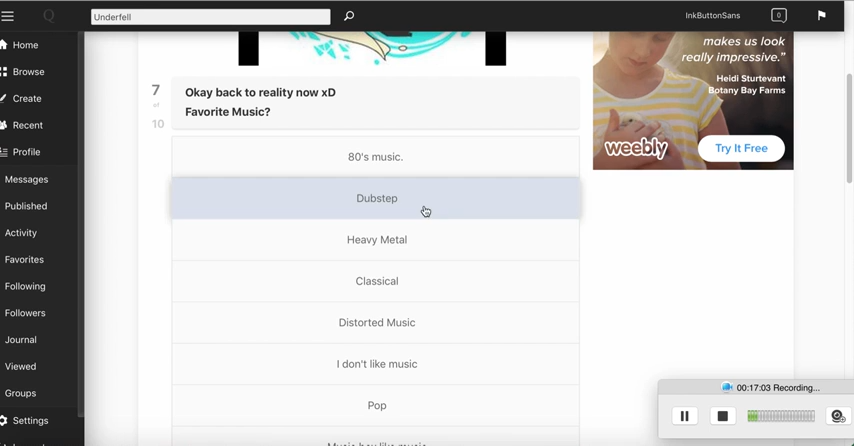 Q
Underfell
InkButtonSans
0
Home
Browse
Create
Recent
Profile
Messages
Published
Activity
Favorites
Following
Followers
Journal
Viewed
Groups
Settings
7
of
10
Okay back to reality now xD
Favorite Music?
80's music.
Dubstep
Heavy Metal
Classical
Distorted Music
I don't like music
Pop
makes us look
really impressive.”
Heidi Sturtevant
Botany Bay Farms
weebly
Try It Free
00:17:03 Recording...